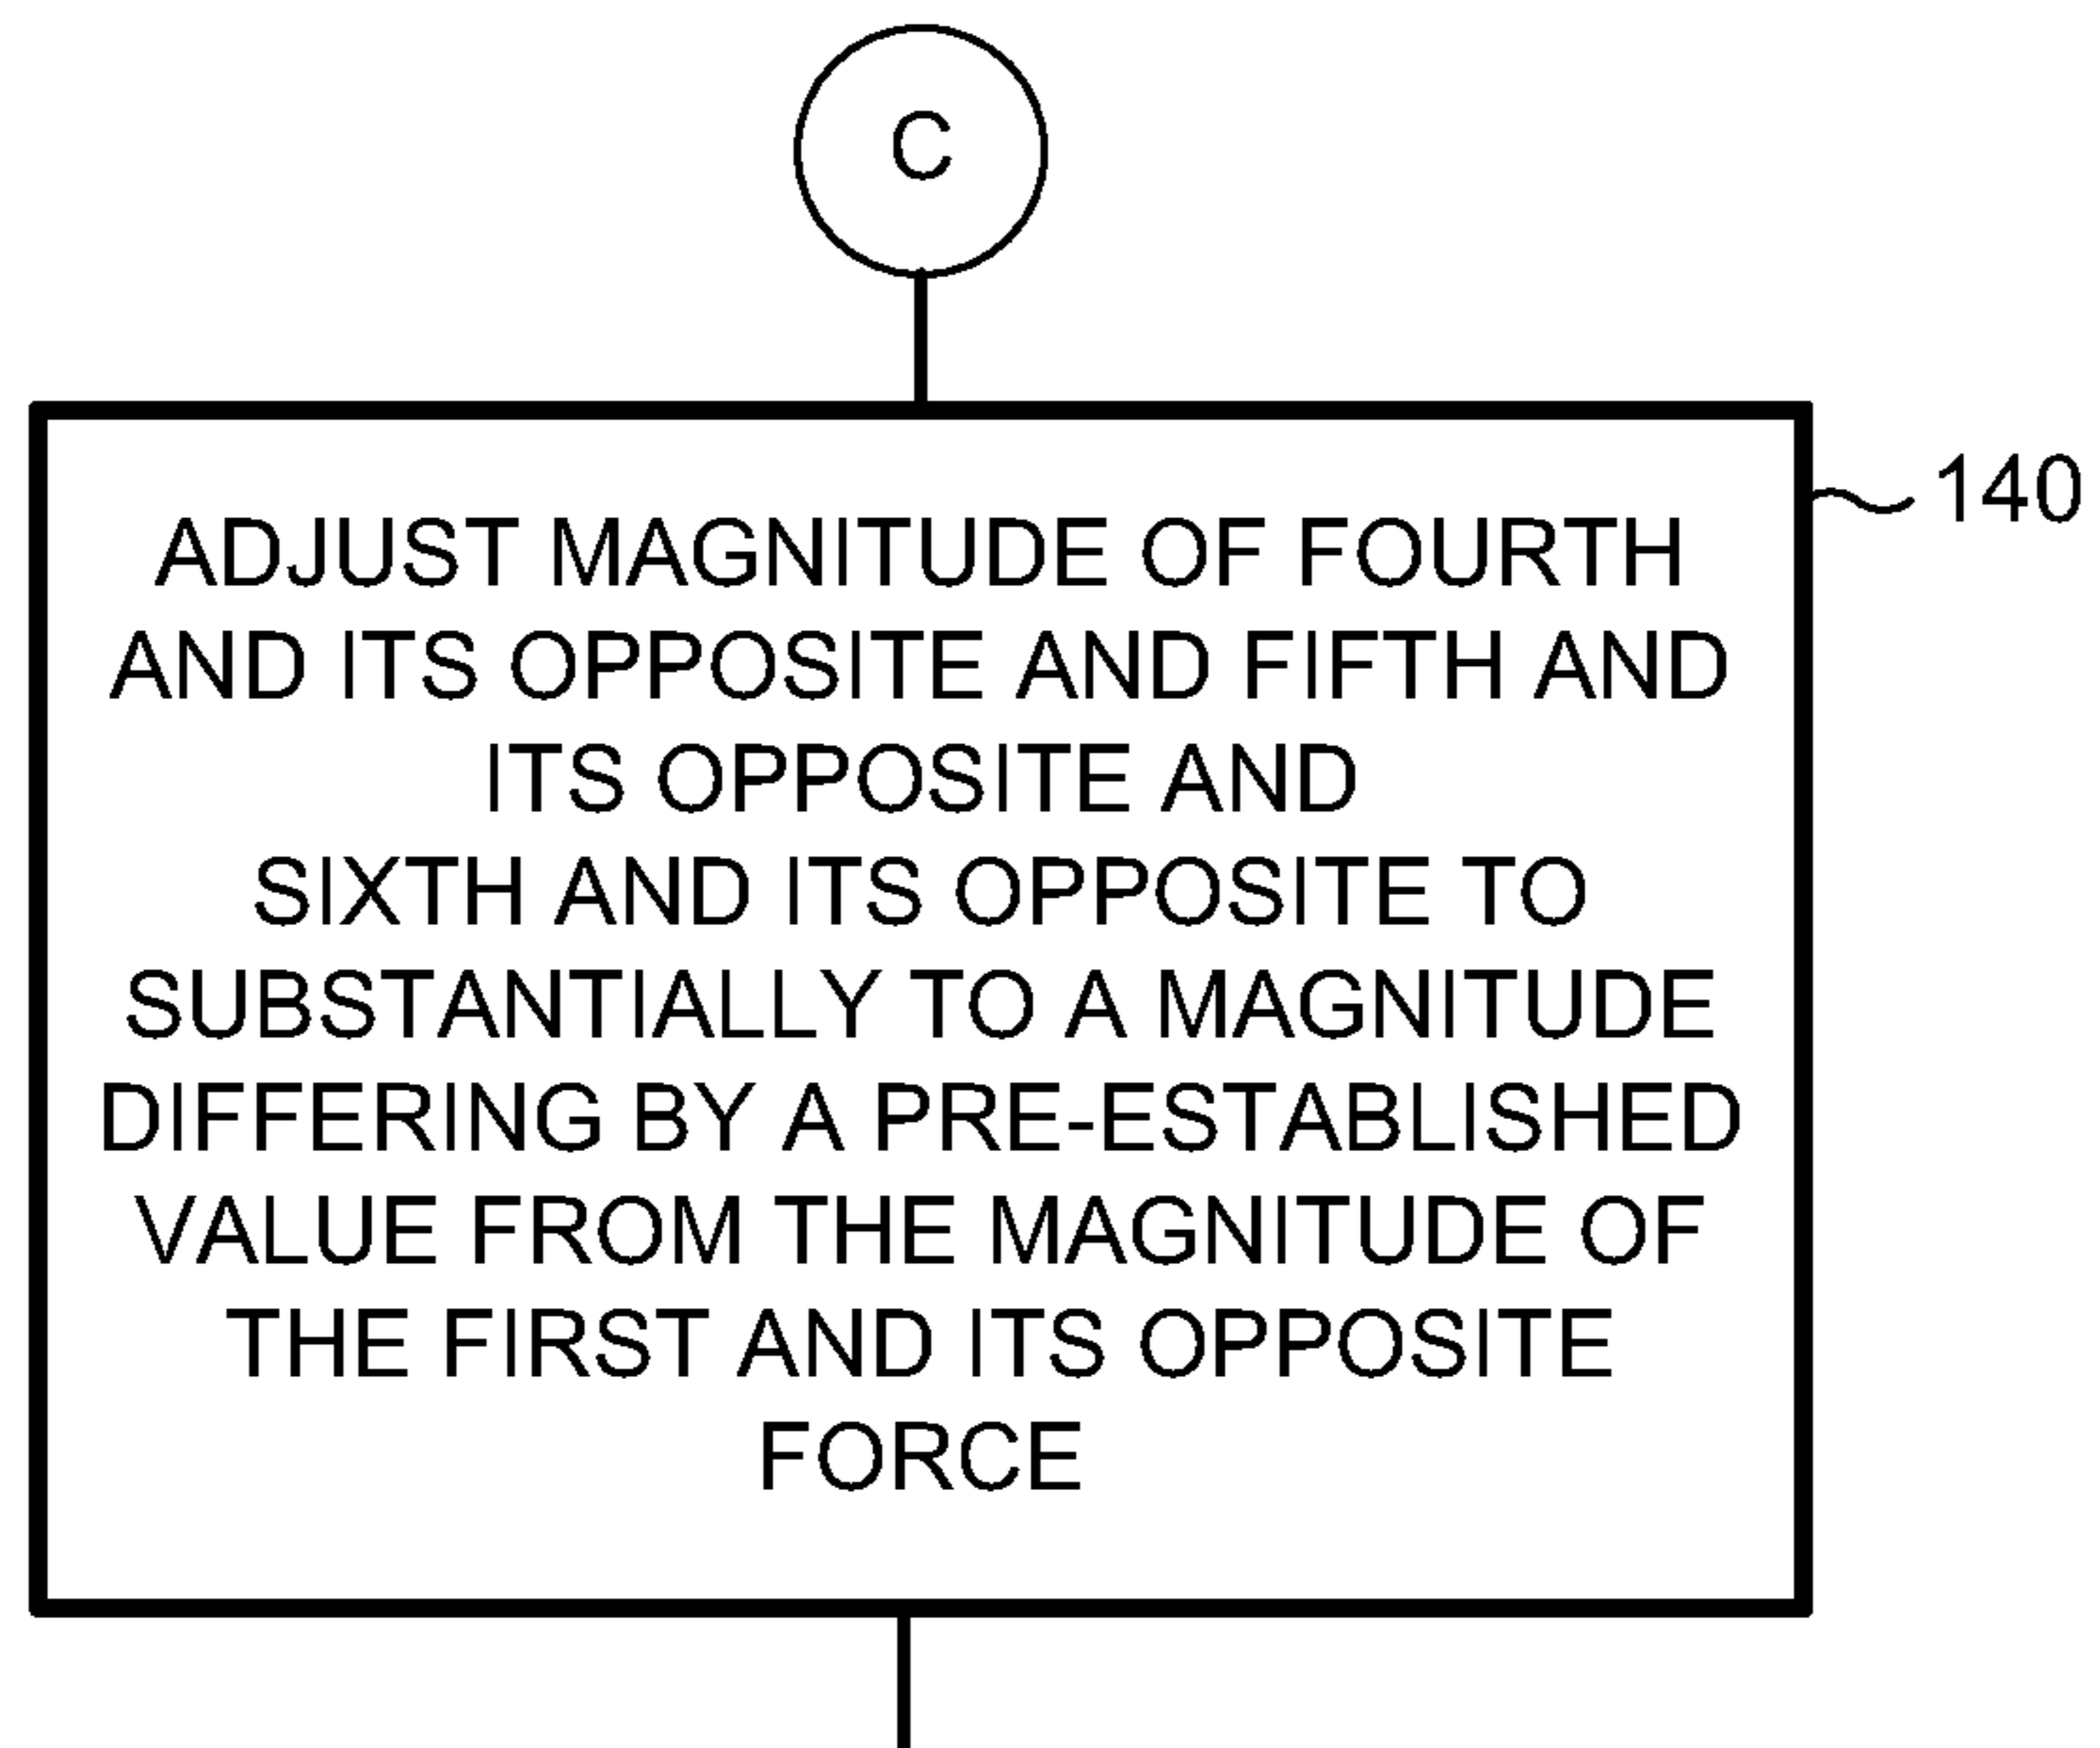 C
140
ADJUST MAGNITUDE OF FOURTH
AND ITS OPPOSITE AND FIFTH AND
ITS OPPOSITE AND
SIXTH AND ITS OPPOSITE TO
SUBSTANTIALLY TO A MAGNITUDE
DIFFERING BY A PRE-ESTABLISHED
VALUE FROM THE MAGNITUDE OF
THE FIRST AND ITS OPPOSITE
FORCE